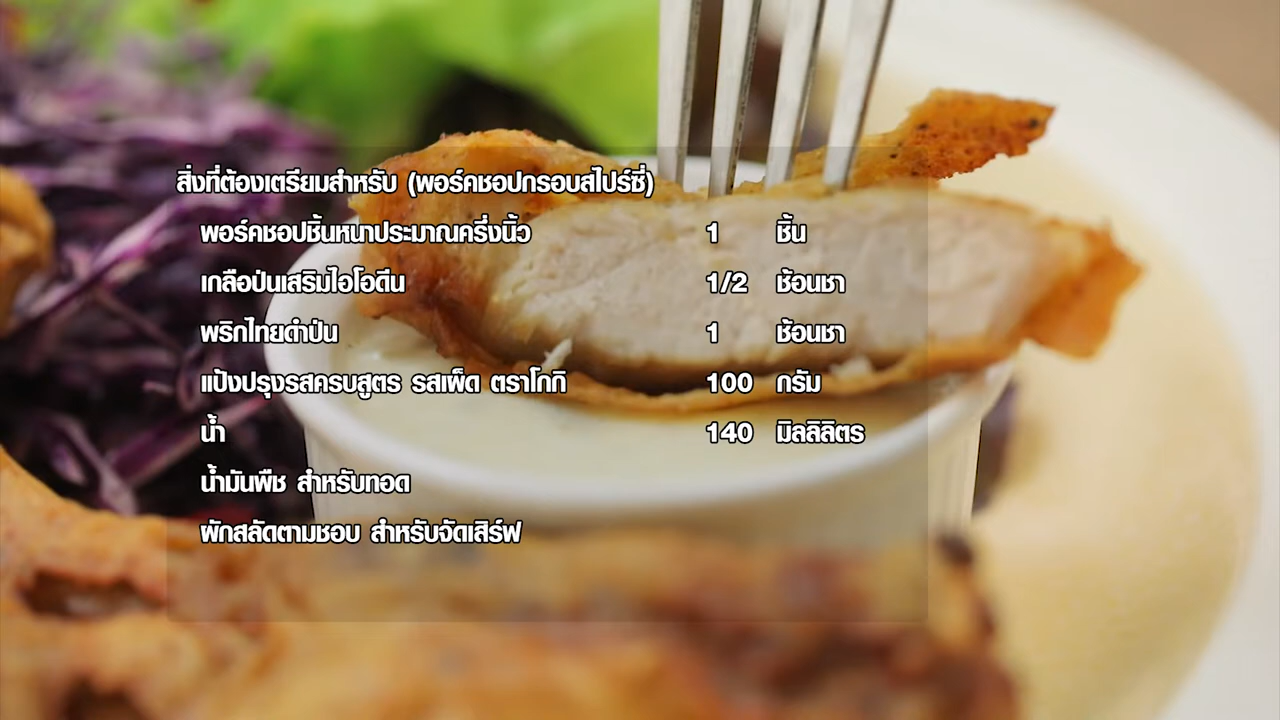 สิ่งที่ต้องเตรียมสำหรับ (พอร์คชอปกรอบสไปร์ซี่)
พอร์คชอปชิ้นหนาประมาณครึ่งนิ้ว 1 ชิ้น
เกลือป่นเสริมไอโอดีน 1/2 ช้อนชา
พริกไทยดำป่น 1 ช้อนชา
แป้งปรุงรสครบสูตร รสเผ็ด ตราโกกิ 100 กรัม
น้ำ 140 มิลลิลิตร
น้ำมันพืช สำหรับทอด
ผักสลัดตามชอบ สำหรับจัดเสิร์ฟ